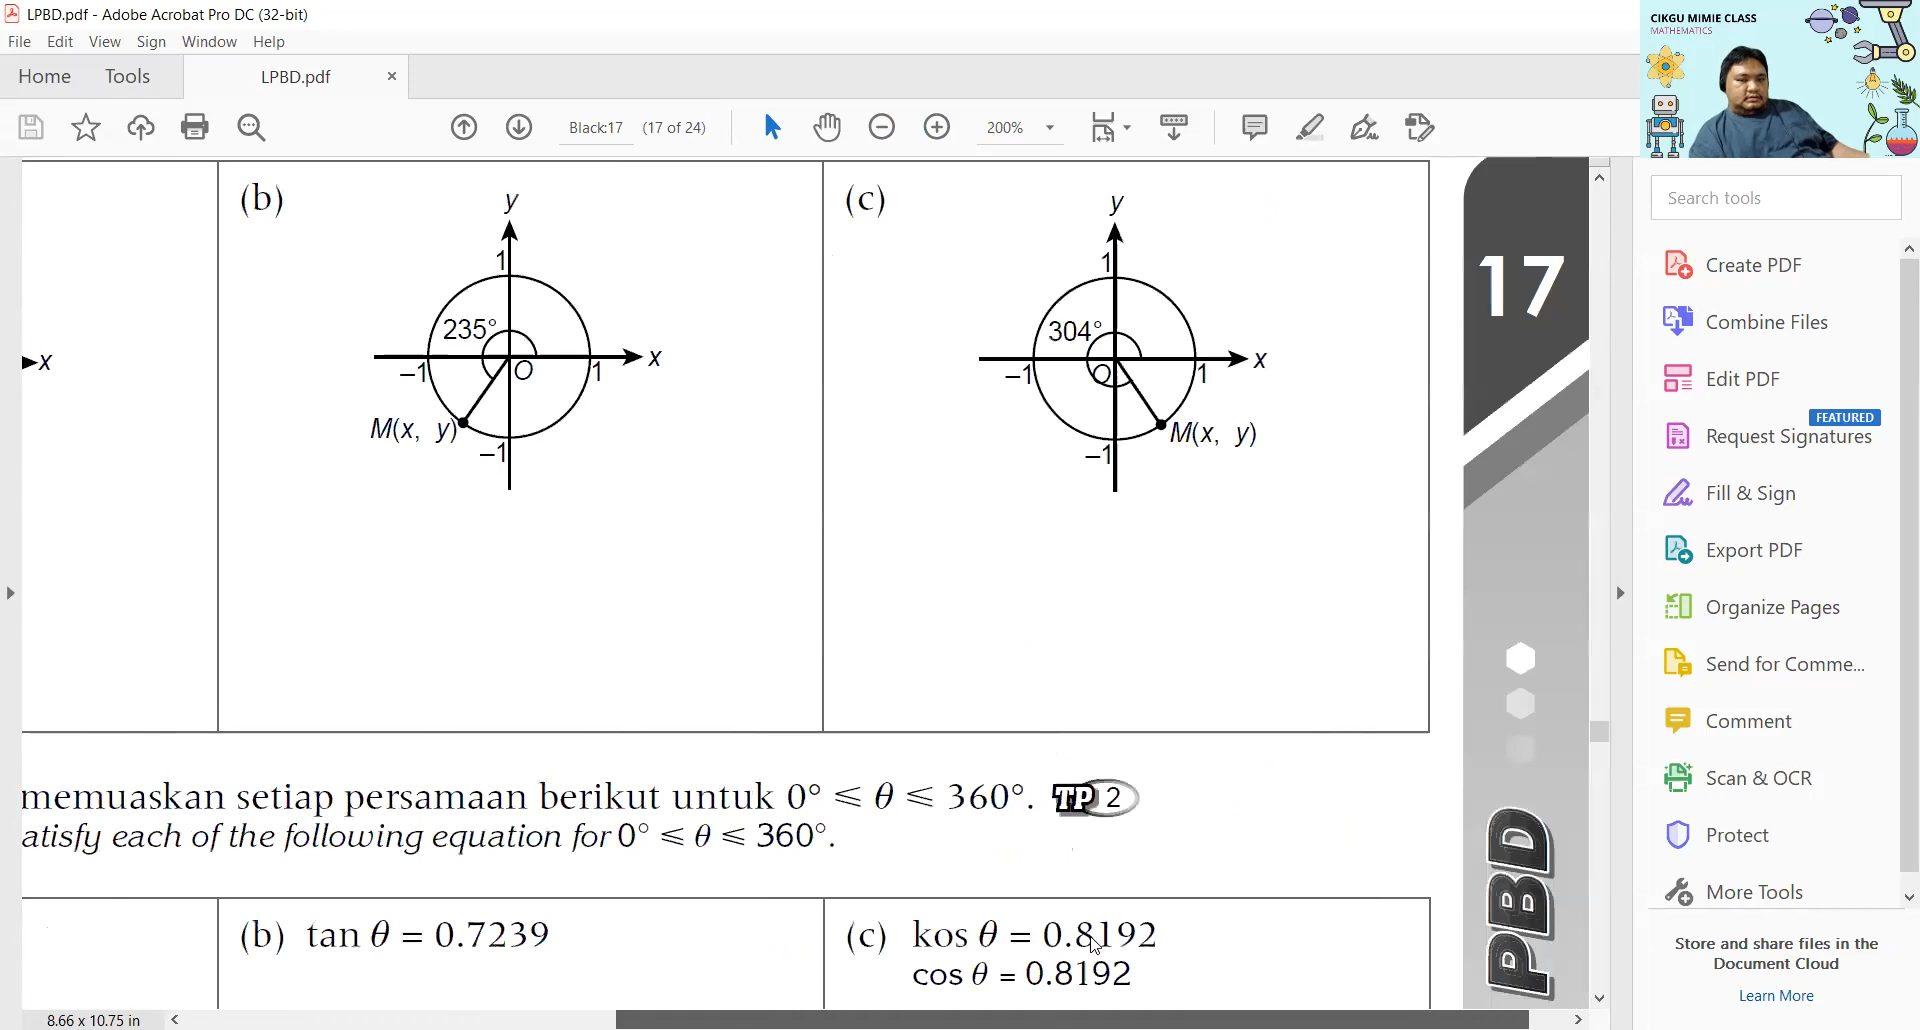 LPBD.pdf - Adobe Acrobat Pro DC (32-bit)
File Edit View Sign Window Help
Home Tools LPBD.pdf ×
Black:17 (17 of 24) 200%
CIKGU MIMIE CLASS
MATHEMATICS
(b)
y
1
235°
–1 O 1 x
M(x, y)
–1
x
(c)
y
1
304°
–1 O 1 x
M(x, y)
–1
17
memuaskan setiap persamaan berikut untuk 0° ⩽ θ ⩽ 360°. TP 2
atisfy each of the following equation for 0° ⩽ θ ⩽ 360°.
(b) tan θ = 0.7239
(c) kos θ = 0.8192
cos θ = 0.8192
PBD
8.66 x 10.75 in
Search tools
Create PDF
Combine Files
Edit PDF
FEATURED
Request Signatures
Fill & Sign
Export PDF
Organize Pages
Send for Comme...
Comment
Scan & OCR
Protect
More Tools
Store and share files in the
Document Cloud
Learn More